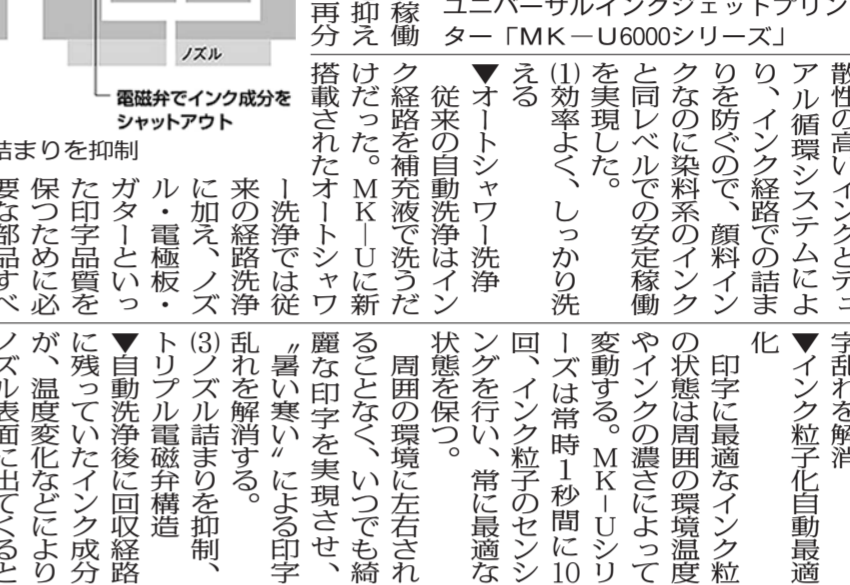 ユニバーサルインクジェットプリン
ター「MK－U6000シリーズ」
稼働
抑え
再分
ノズル
電磁弁でインク成分を
シャットアウト
詰まりを抑制
散性の高いインクとデュ
アル循環システムによ
り、インク経路での詰ま
りを防ぐので、顔料イン
クなのに染料系のインク
と同レベルでの安定稼働
を実現した。
(1)効率よく、しっかり洗
える
▼オートシャワー洗浄
従来の自動洗浄はイン
ク経路を補充液で洗うだ
けだった。MK―Uに新
搭載されたオートシャワ
ー洗浄では従
来の経路洗浄
に加え、ノズ
ル・電極板・
ガターといっ
た印字品質を
保つために必
要な部品すべ
字乱れを解消
▼インク粒子化自動最適
化
印字に最適なインク粒
の状態は周囲の環境温度
やインクの濃さによって
変動する。MK―Uシリ
ーズは常時1秒間に10
回、インク粒子のセンシ
ングを行い、常に最適な
状態を保つ。
周囲の環境に左右され
ることなく、いつでも綺
麗な印字を実現させ、
〝暑い寒い〟による印字
乱れを解消する。
(3)ノズル詰まりを抑制、
トリプル電磁弁構造
▼自動洗浄後に回収経路
に残っていたインク成分
が、温度変化などにより
ノズル表面に出てくると